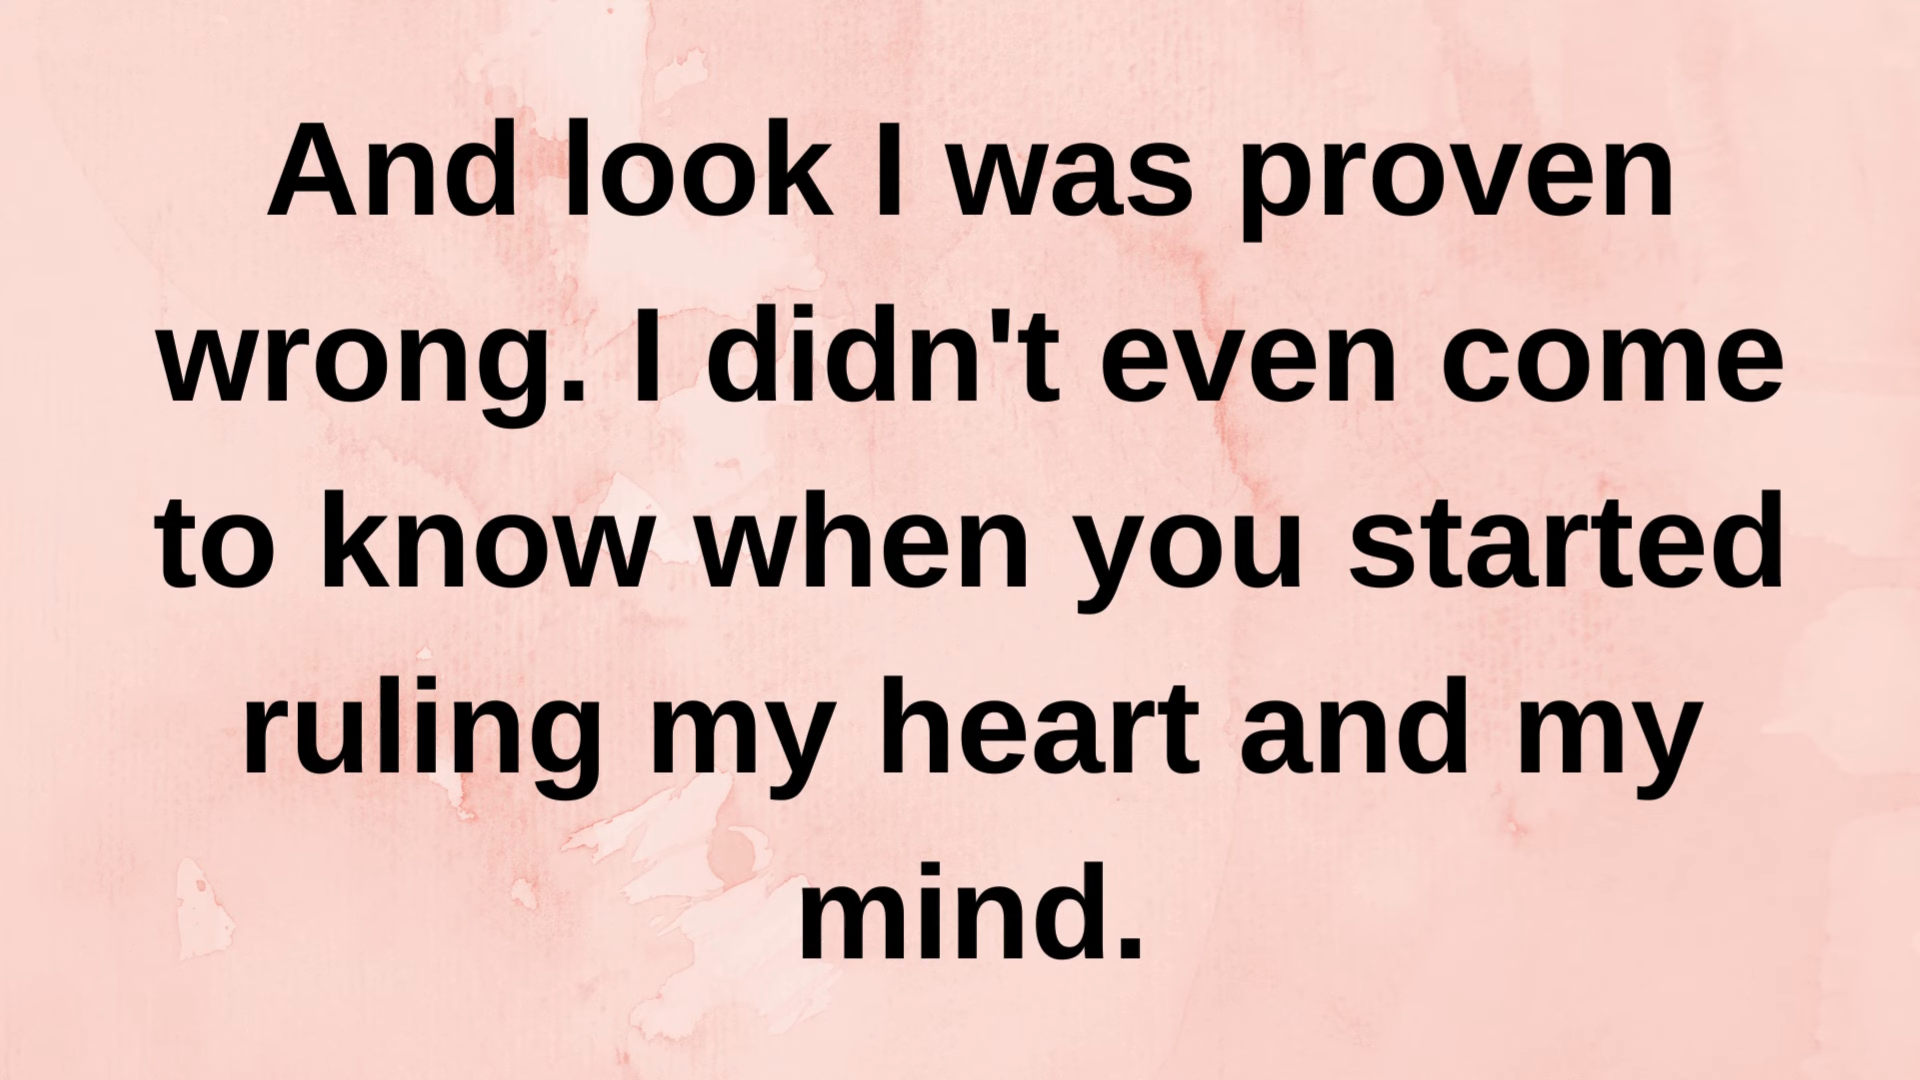 And look I was proven
wrong. I didn't even come
to know when you started
ruling my heart and my
mind.